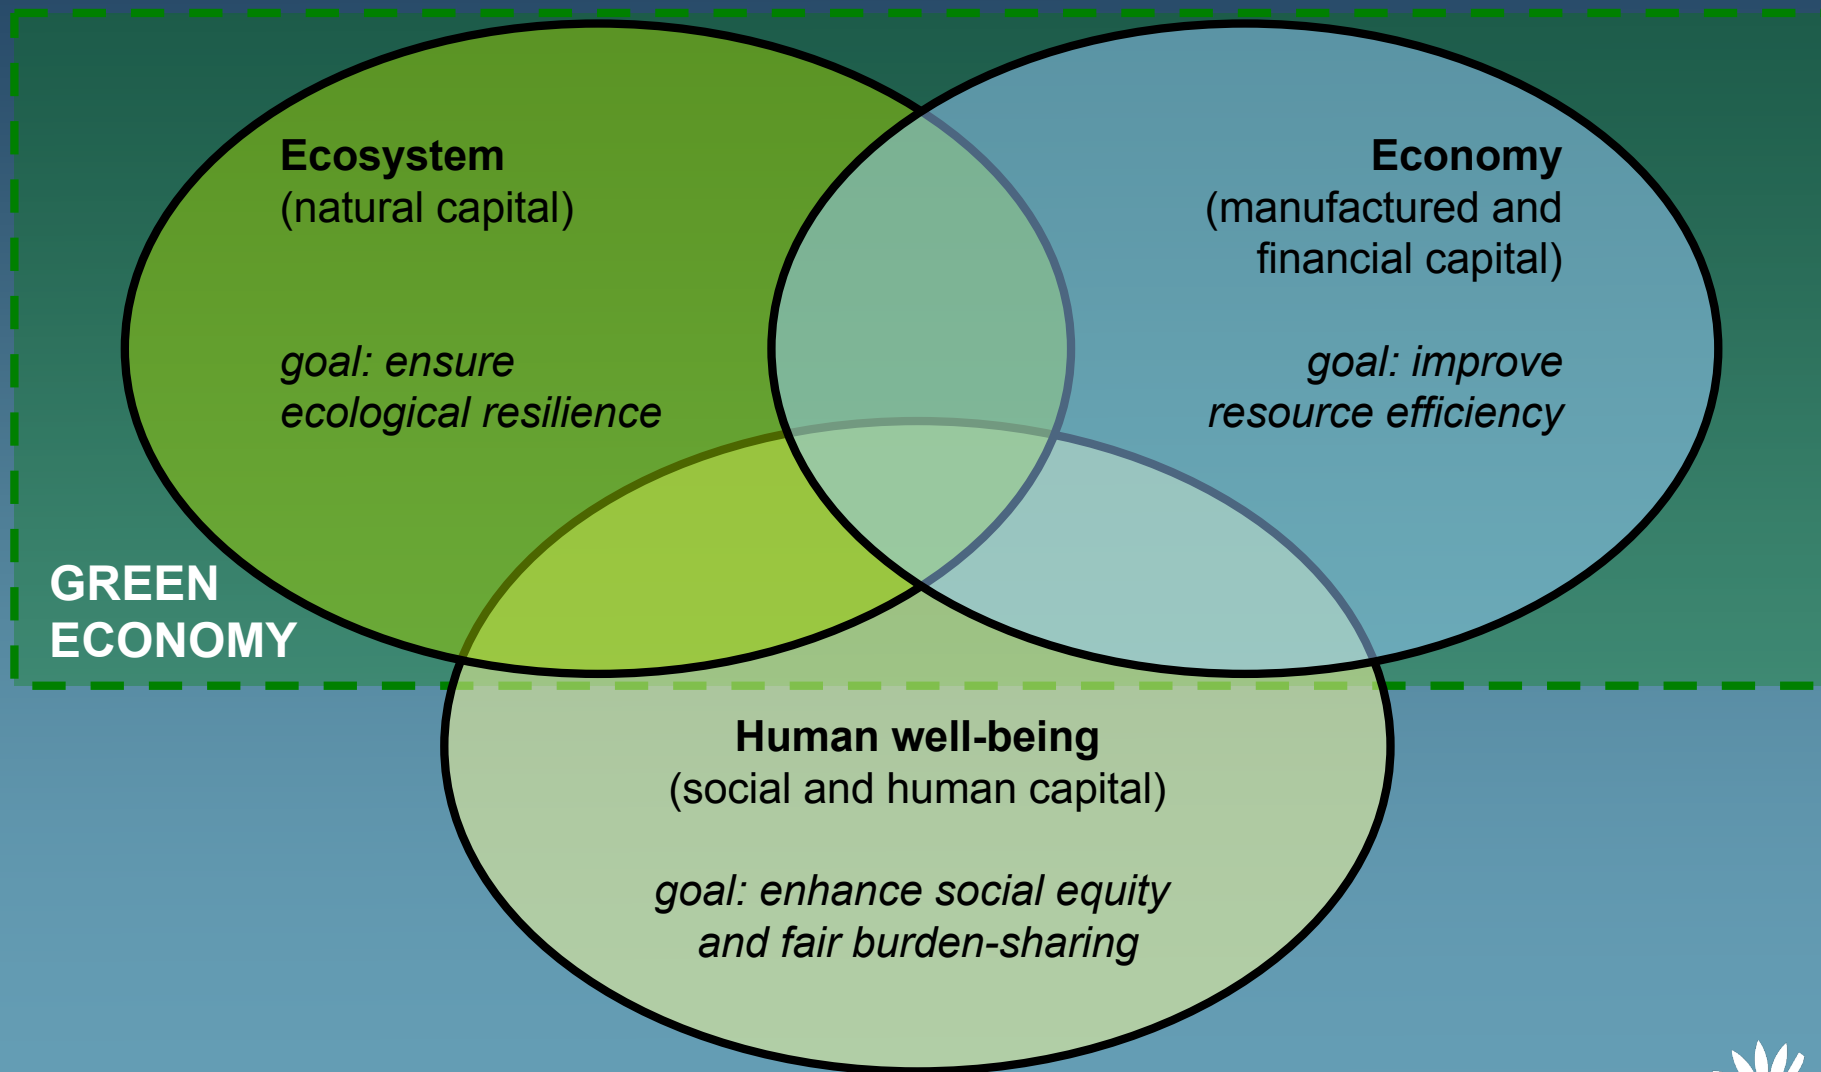 Ecosystem
(natural capital)
goal: ensure
ecological resilience
Economy
(manufactured and
financial capital)
goal: improve
resource efficiency
GREEN
ECONOMY
Human well-being
(social and human capital)
goal: enhance social equity
and fair burden-sharing